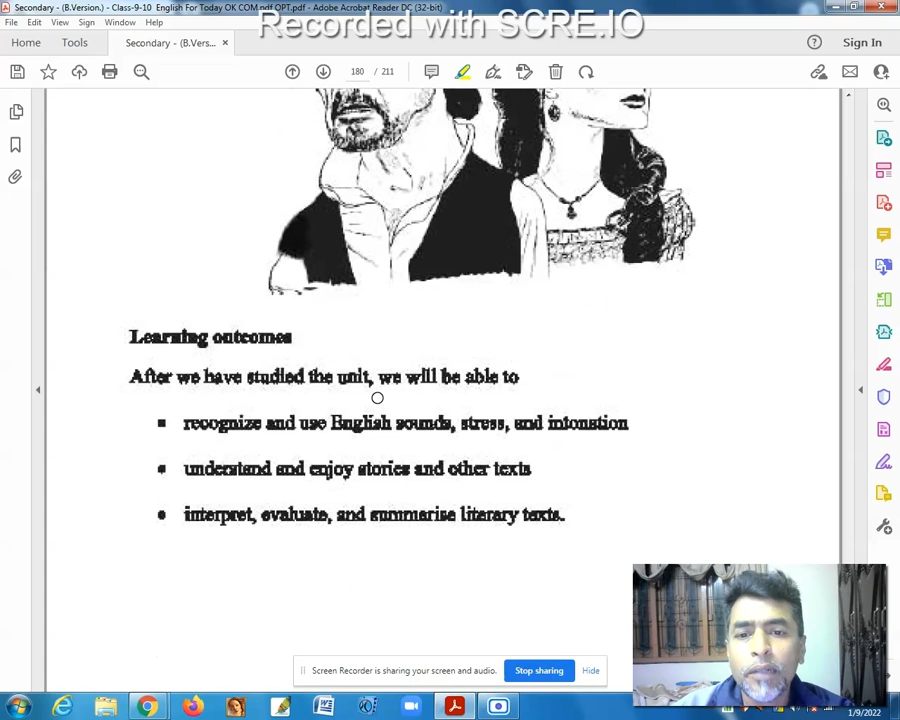 Secondary - (B.Version.) - Class-9-10 English For Today OK COM.pdf OPT.pdf - Adobe Acrobat Reader DC (32-bit)
Recorded with SCRE.IO
File Edit View Sign Window Help
Home Tools Secondary - (B.Vers... × Sign In
180 / 211
Learning outcomes
After we have studied the unit, we will be able to
recognize and use English sounds, stress, and intonation
understand and enjoy stories and other texts
interpret, evaluate, and summarise literary texts.
Screen Recorder is sharing your screen and audio. Stop sharing Hide
1/9/2022